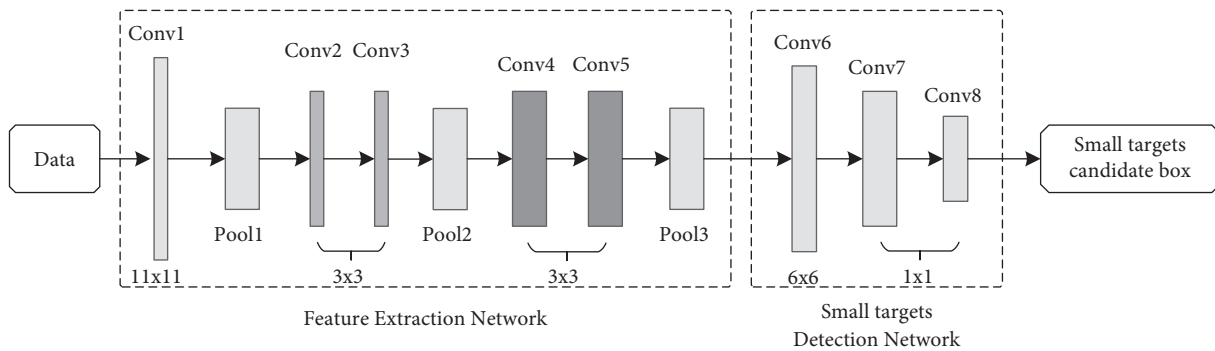 Data
Conv1
11x11
Pool1
Conv2
Conv3
3x3
Pool2
Conv4
Conv5
3x3
Pool3
Feature Extraction Network
Conv6
6x6
Conv7
Conv8
1x1
Small targets
Detection Network
Small targets
candidate box